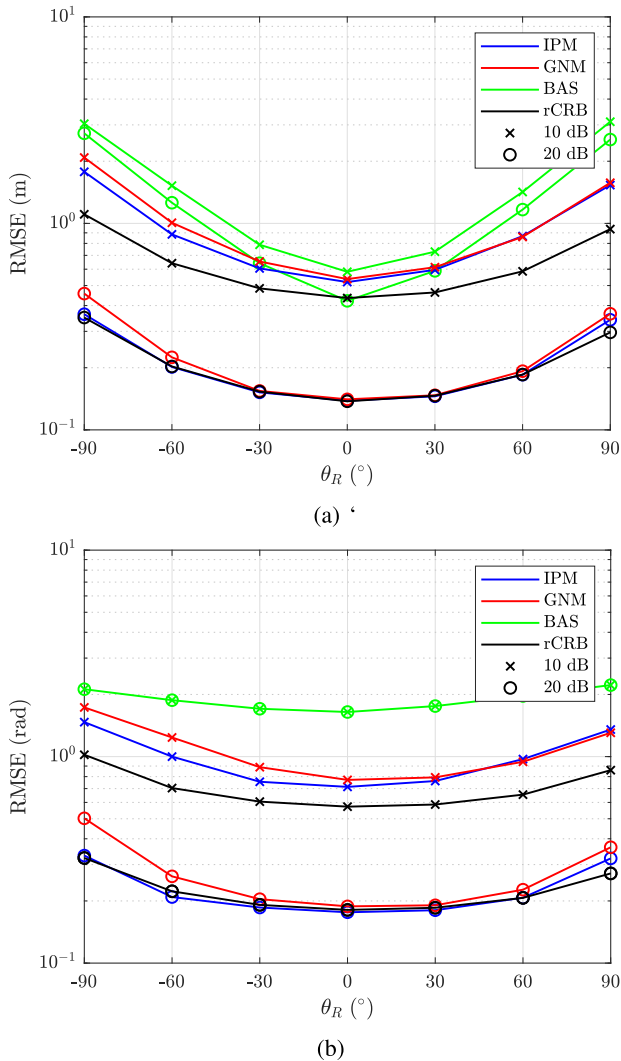 10^1
10^0
10^-1
RMSE (m)
IPM
GNM
BAS
rCRB
10 dB
20 dB
-90 -60 -30 0 30 60 90
θ_R (°)
(a) ‘
10^1
10^0
10^-1
RMSE (rad)
IPM
GNM
BAS
rCRB
10 dB
20 dB
-90 -60 -30 0 30 60 90
θ_R (°)
(b)